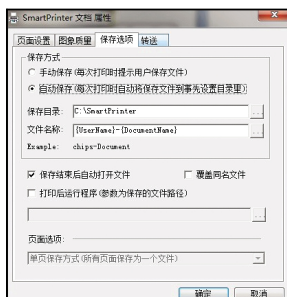 SmartPrinter 文档 属性
页面设置 图象质量 保存选项 转送
保存方式
手动保存(每次打印时提示用户保存文件)
自动保存(每次打印时自动将保存文件到事先设置目录里)
保存目录: C:\SmartPrinter ...
文件名称: {UserName}-{DocumentName} ...
Example: chips-Document
保存结束后自动打开文件 覆盖同名文件
打印后运行程序(参数为保存的文件路径)
...
页面选项:
单页保存方式(所有页面保存为一个文件)
确定 取消